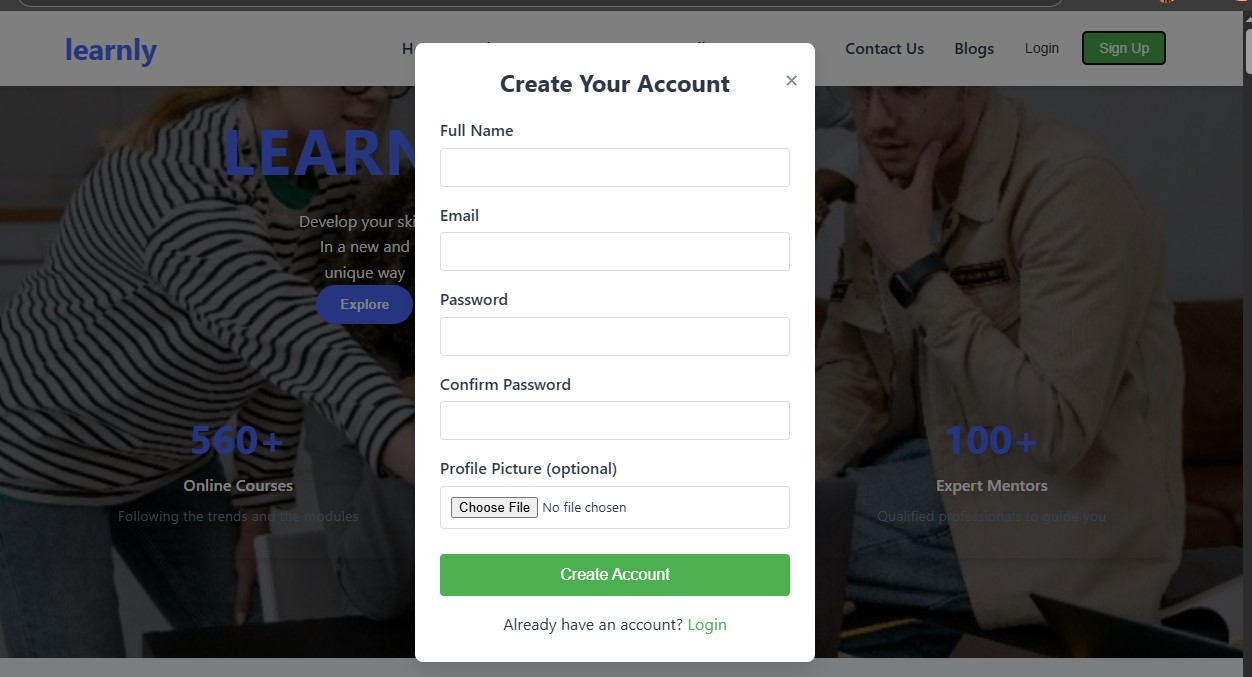 learnly
Contact Us
Blogs
Login
Sign Up
Create Your Account
×
Full Name
Email
Password
Confirm Password
Profile Picture (optional)
Choose File No file chosen
Create Account
Already have an account? Login
LEARN
Develop your ski
In a new and
unique way
Explore
560+
Online Courses
Following the trends and the modules
100+
Expert Mentors
Qualified professionals to guide you